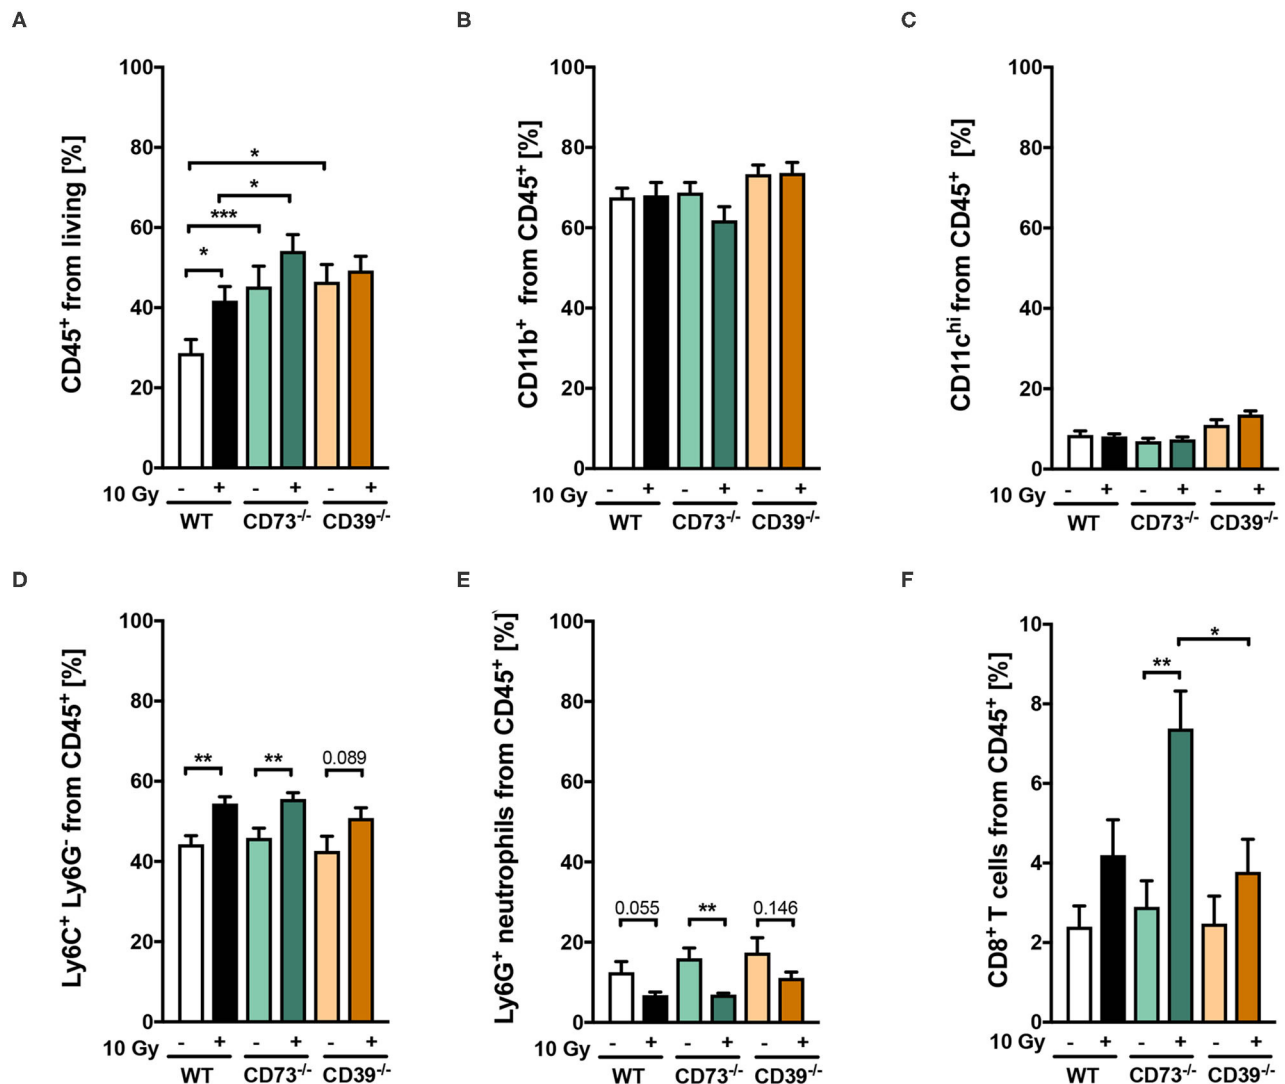 A
CD45+ from living [%]
100
80
60
40
20
0
*
*
***
*
10 Gy - + - + - +
WT CD73-/- CD39-/-
B
CD11b+ from CD45+ [%]
100
80
60
40
20
0
- + - + - +
WT CD73-/- CD39-/-
C
CD11chi from CD45+ [%]
100
80
60
40
20
0
10 Gy - + - + - +
WT CD73-/- CD39-/-
D
Ly6C+ Ly6G- from CD45+ [%]
100
80
60
40
20
0
** ** 0.089
10 Gy - + - + - +
WT CD73-/- CD39-/-
E
Ly6G+ neutrophils from CD45+ [%]
100
80
60
40
20
0
0.055 ** 0.146
10 Gy - + - + - +
WT CD73-/- CD39-/-
F
CD8+ T cells from CD45+ [%]
10
8
6
4
2
0
*
**
10 Gy - + - + - +
WT CD73-/- CD39-/-